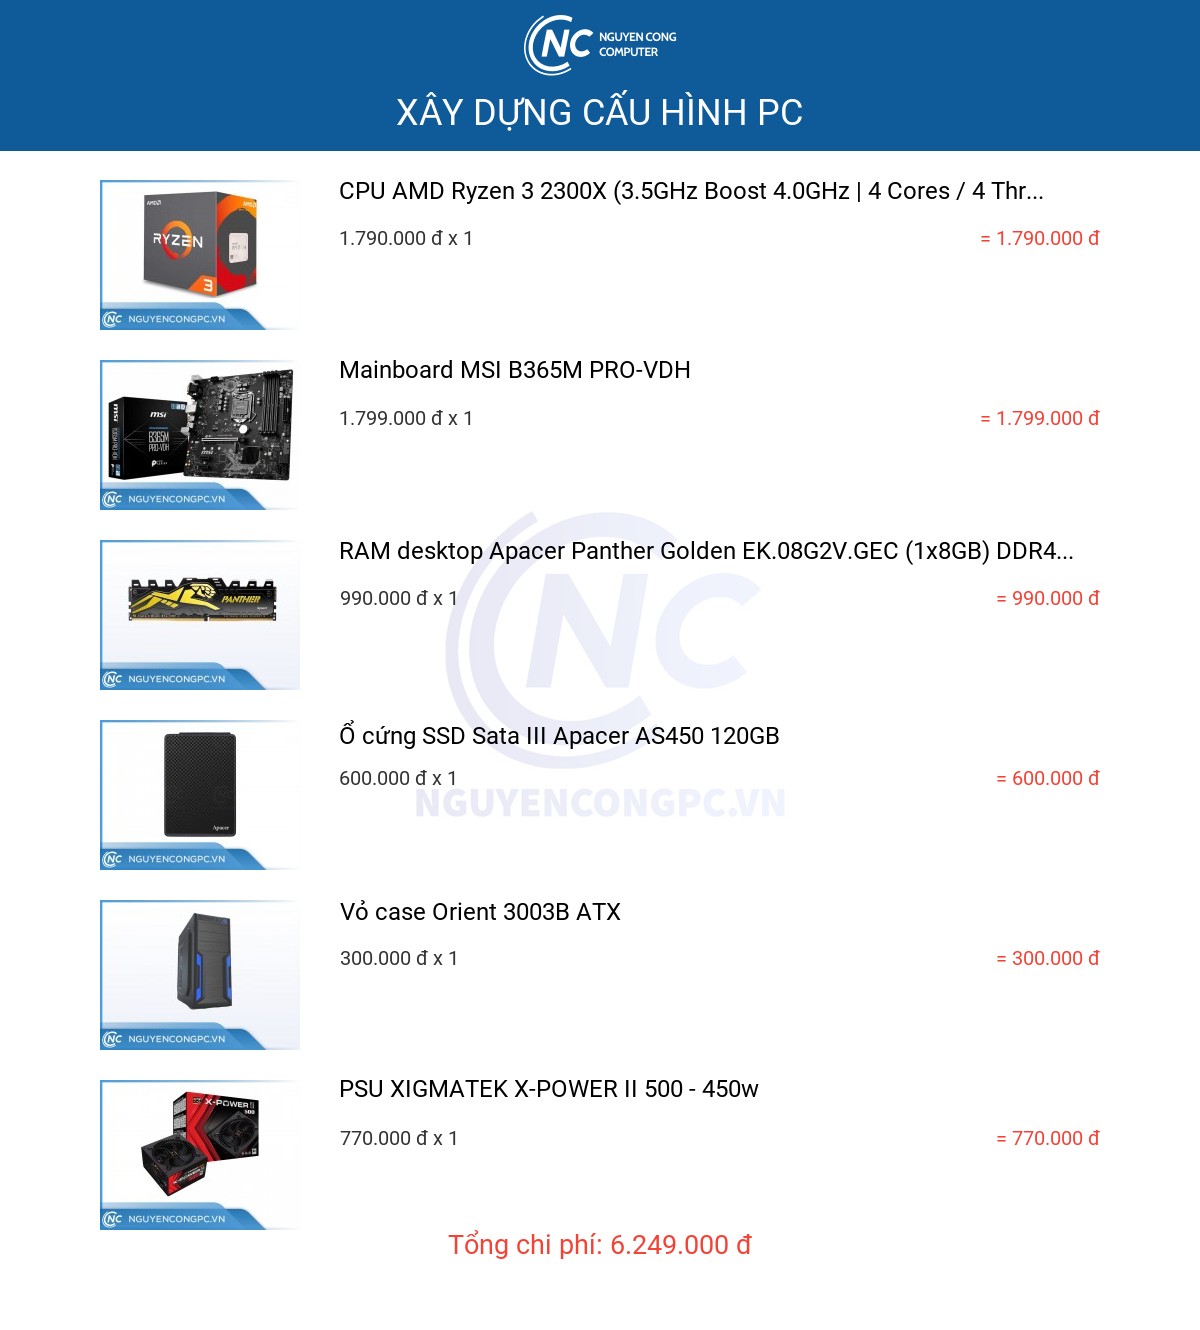 NC NGUYEN CONG
COMPUTER
XÂY DỰNG CẤU HÌNH PC
AMD
RYZEN
3
NC NGUYENCONGPC.VN
CPU AMD Ryzen 3 2300X (3.5GHz Boost 4.0GHz | 4 Cores / 4 Thr...
1.790.000 đ x 1
= 1.790.000 đ
msi
B365M
PRO-VDH
NC NGUYENCONGPC.VN
Mainboard MSI B365M PRO-VDH
1.799.000 đ x 1
= 1.799.000 đ
PANTHER
NC NGUYENCONGPC.VN
RAM desktop Apacer Panther Golden EK.08G2V.GEC (1x8GB) DDR4...
990.000 đ x 1
= 990.000 đ
NC
Apacer
NC NGUYENCONGPC.VN
Ổ cứng SSD Sata III Apacer AS450 120GB
600.000 đ x 1
= 600.000 đ
NGUYENCONGPC.VN
NC NGUYENCONGPC.VN
Vỏ case Orient 3003B ATX
300.000 đ x 1
= 300.000 đ
X-POWER II
500
X-POWER II
NC NGUYENCONGPC.VN
PSU XIGMATEK X-POWER II 500 - 450w
770.000 đ x 1
= 770.000 đ
Tổng chi phí: 6.249.000 đ